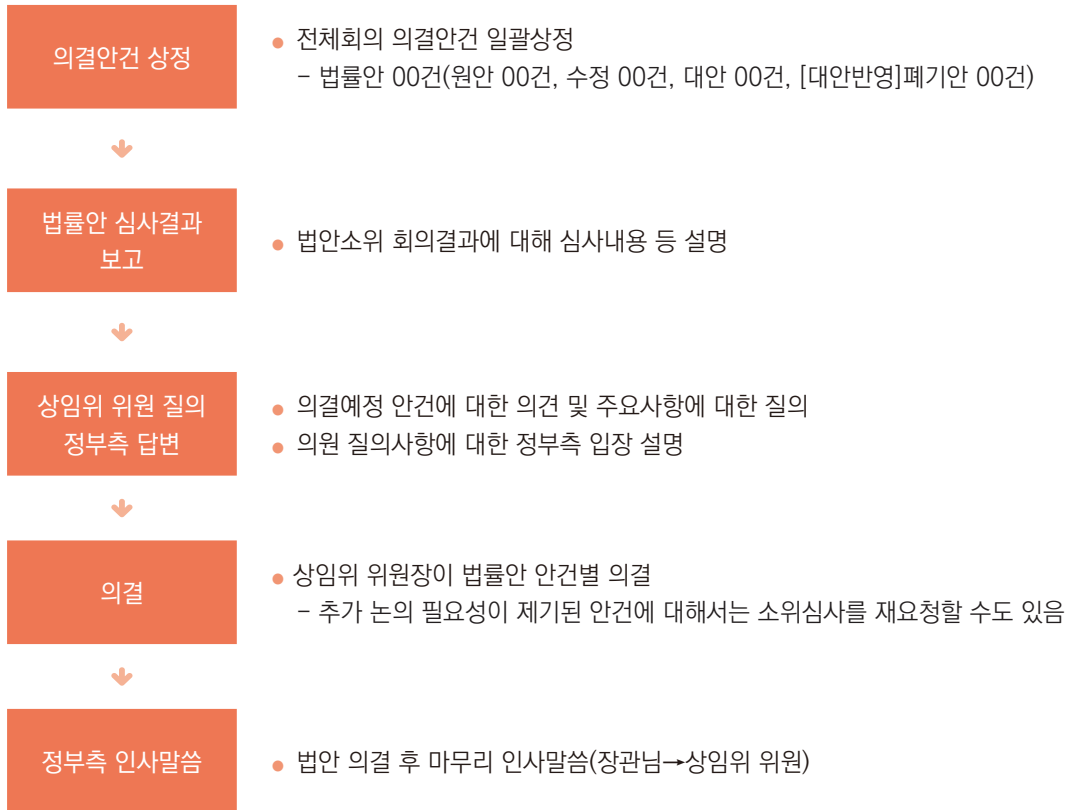 의결안건 상정
● 전체회의 의결안건 일괄상정
- 법률안 00건(원안 00건, 수정 00건, 대안 00건, [대안반영]폐기안 00건)
법률안 심사결과
보고
● 법안소위 회의결과에 대해 심사내용 등 설명
상임위 위원 질의
정부측 답변
● 의결예정 안건에 대한 의견 및 주요사항에 대한 질의
● 의원 질의사항에 대한 정부측 입장 설명
의결
● 상임위 위원장이 법률안 안건별 의결
- 추가 논의 필요성이 제기된 안건에 대해서는 소위심사를 재요청할 수도 있음
정부측 인사말씀
● 법안 의결 후 마무리 인사말씀(장관님→상임위 위원)